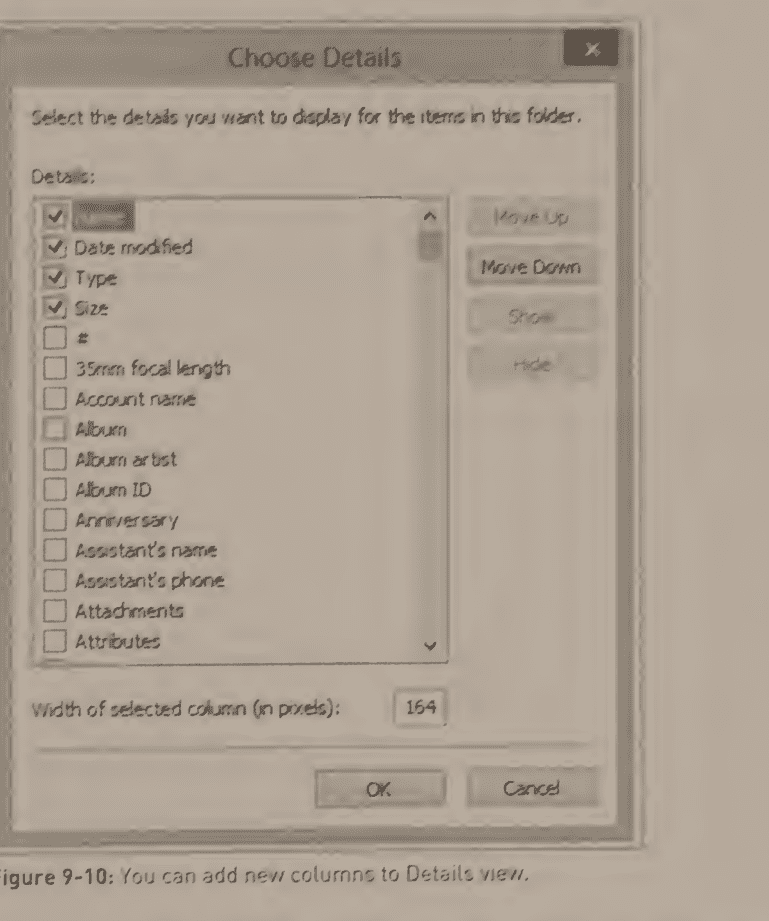 Choose Details
Select the details you want to display for the items in this folder.
Details:
Name
Date modified
Type
Size
#
35mm focal length
Account name
Album
Album artist
Album ID
Anniversary
Assistant's name
Assistant's phone
Attachments
Attributes
Move Up
Move Down
Show
Hide
Width of selected column (in pixels):
164
OK
Cancel
igure 9-10: You can add new columns to Details view.